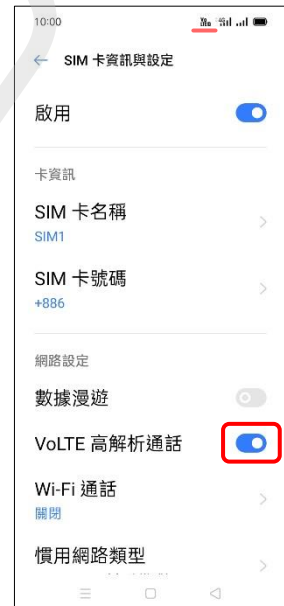 10:00
SIM 卡資訊與設定
啟用
卡資訊
SIM 卡名稱
SIM1
SIM 卡號碼
+886
網路設定
數據漫遊
VoLTE 高解析通話
Wi-Fi 通話
關閉
慣用網路類型